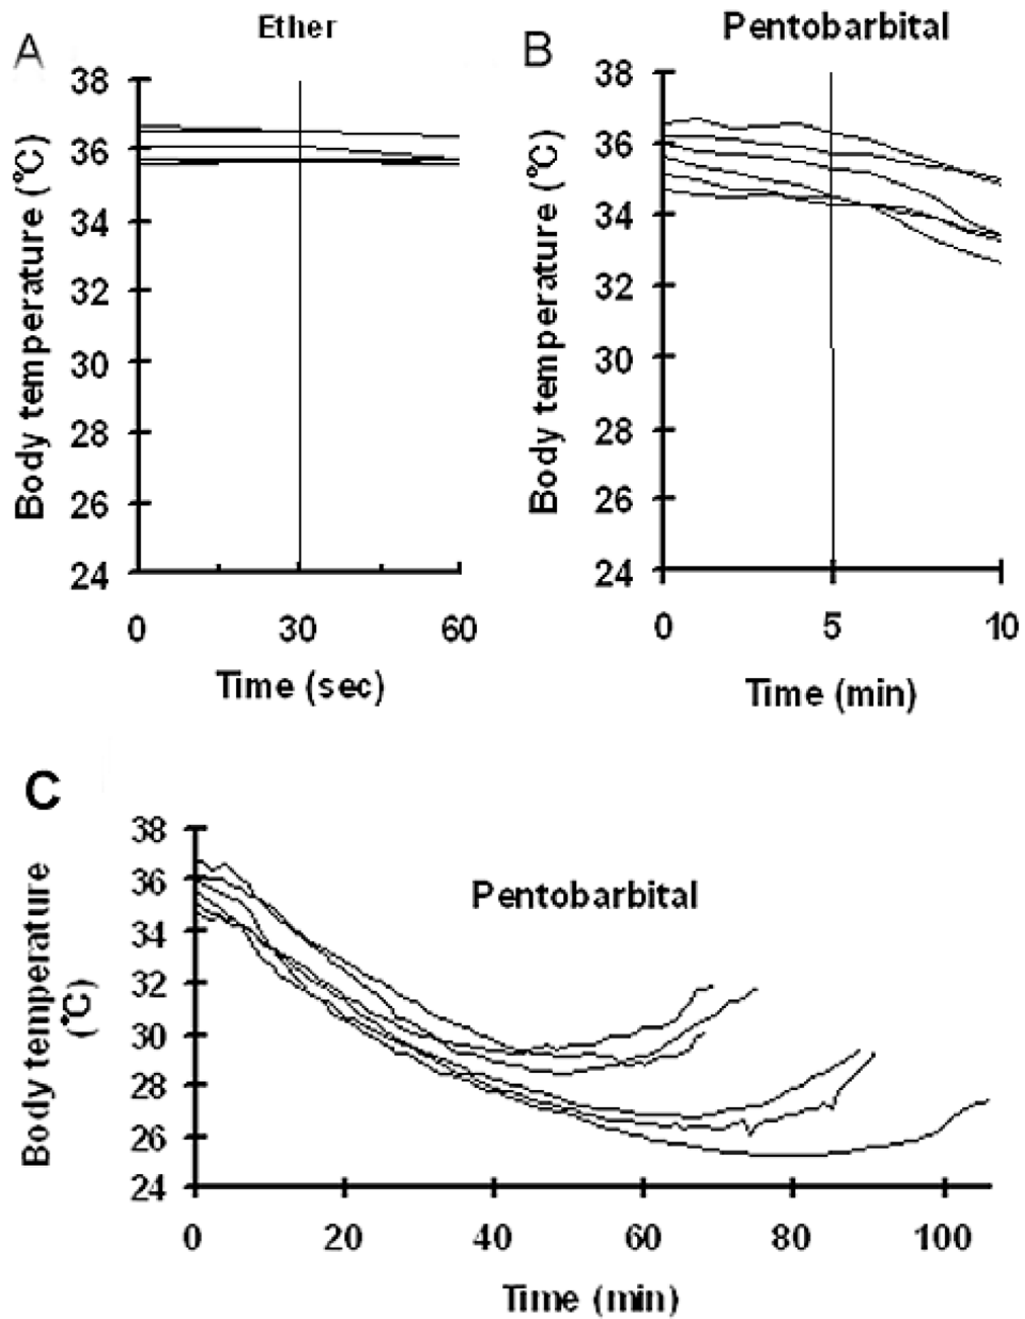 A
Ether
Body temperature (°C)
38
36
34
32
30
28
26
24
0 30 60
Time (sec)
B
Pentobarbital
Body temperature (°C)
38
36
34
32
30
28
26
24
0 5 10
Time (min)
C
Pentobarbital
Body temperature
(°C)
38
36
34
32
30
28
26
24
0 20 40 60 80 100
Time (min)